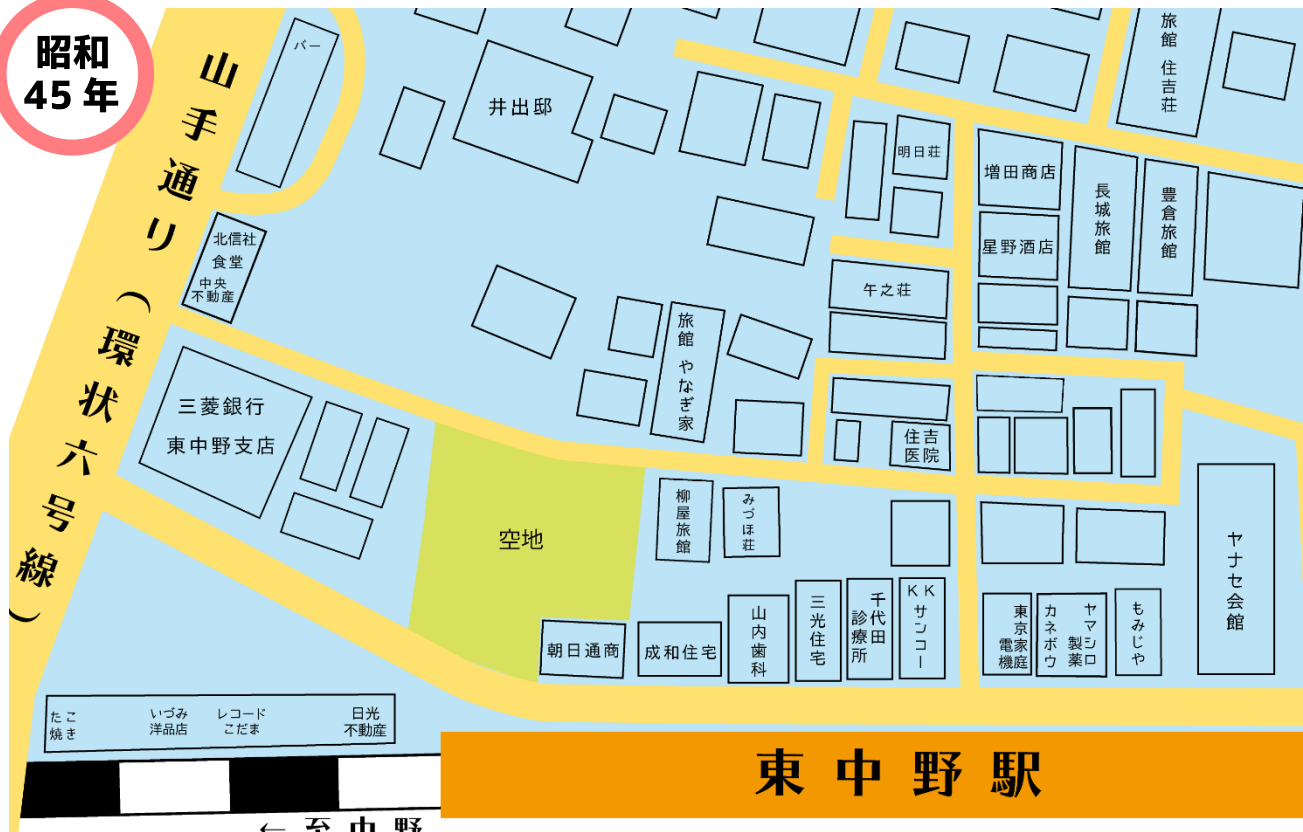 昭和
45年
山手通り（環状六号線）
バー
井出邸
旅館 住吉荘
明日荘
増田商店
長城旅館
豊倉旅館
星野酒店
北信社
食堂
中央
不動産
午之荘
旅館 やなぎ家
三菱銀行
東中野支店
住吉
医院
空地
柳屋旅館
みづほ荘
ヤナセ会館
朝日通商
成和住宅
山内歯科
三光住宅
千代田
診療所
KKサンコー
東京家庭
電機
ヤマシロ
製薬
カネボウ
もみじや
たこ
焼き
いづみ
洋品店
レコード
こだま
日光
不動産
東中野駅
←至中野